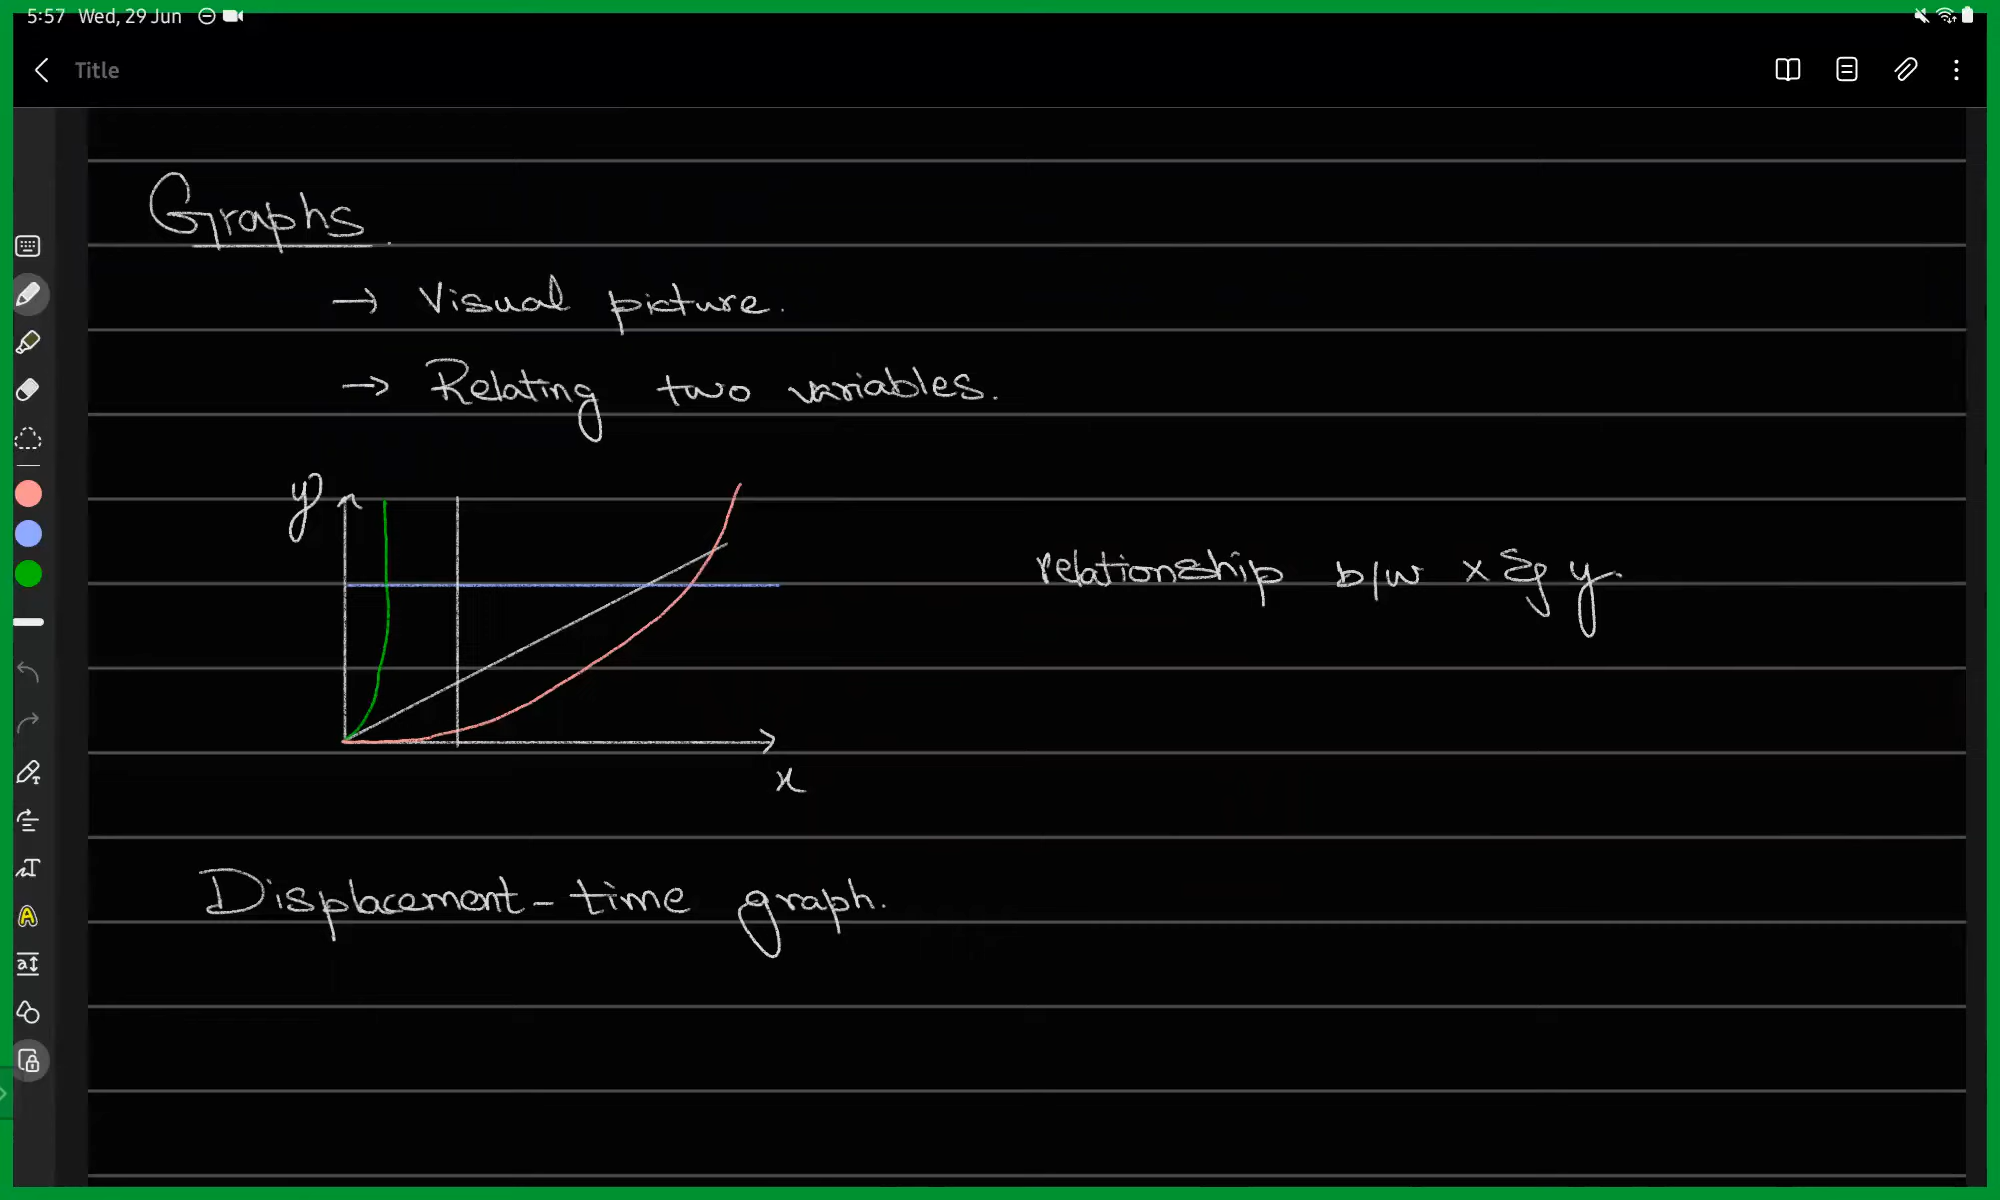 5:57 Wed, 29 Jun
Title
Graphs.
→ Visual picture.
→ Relating two variables.
y
relationship b/w x & y.
x
Displacement-time graph.